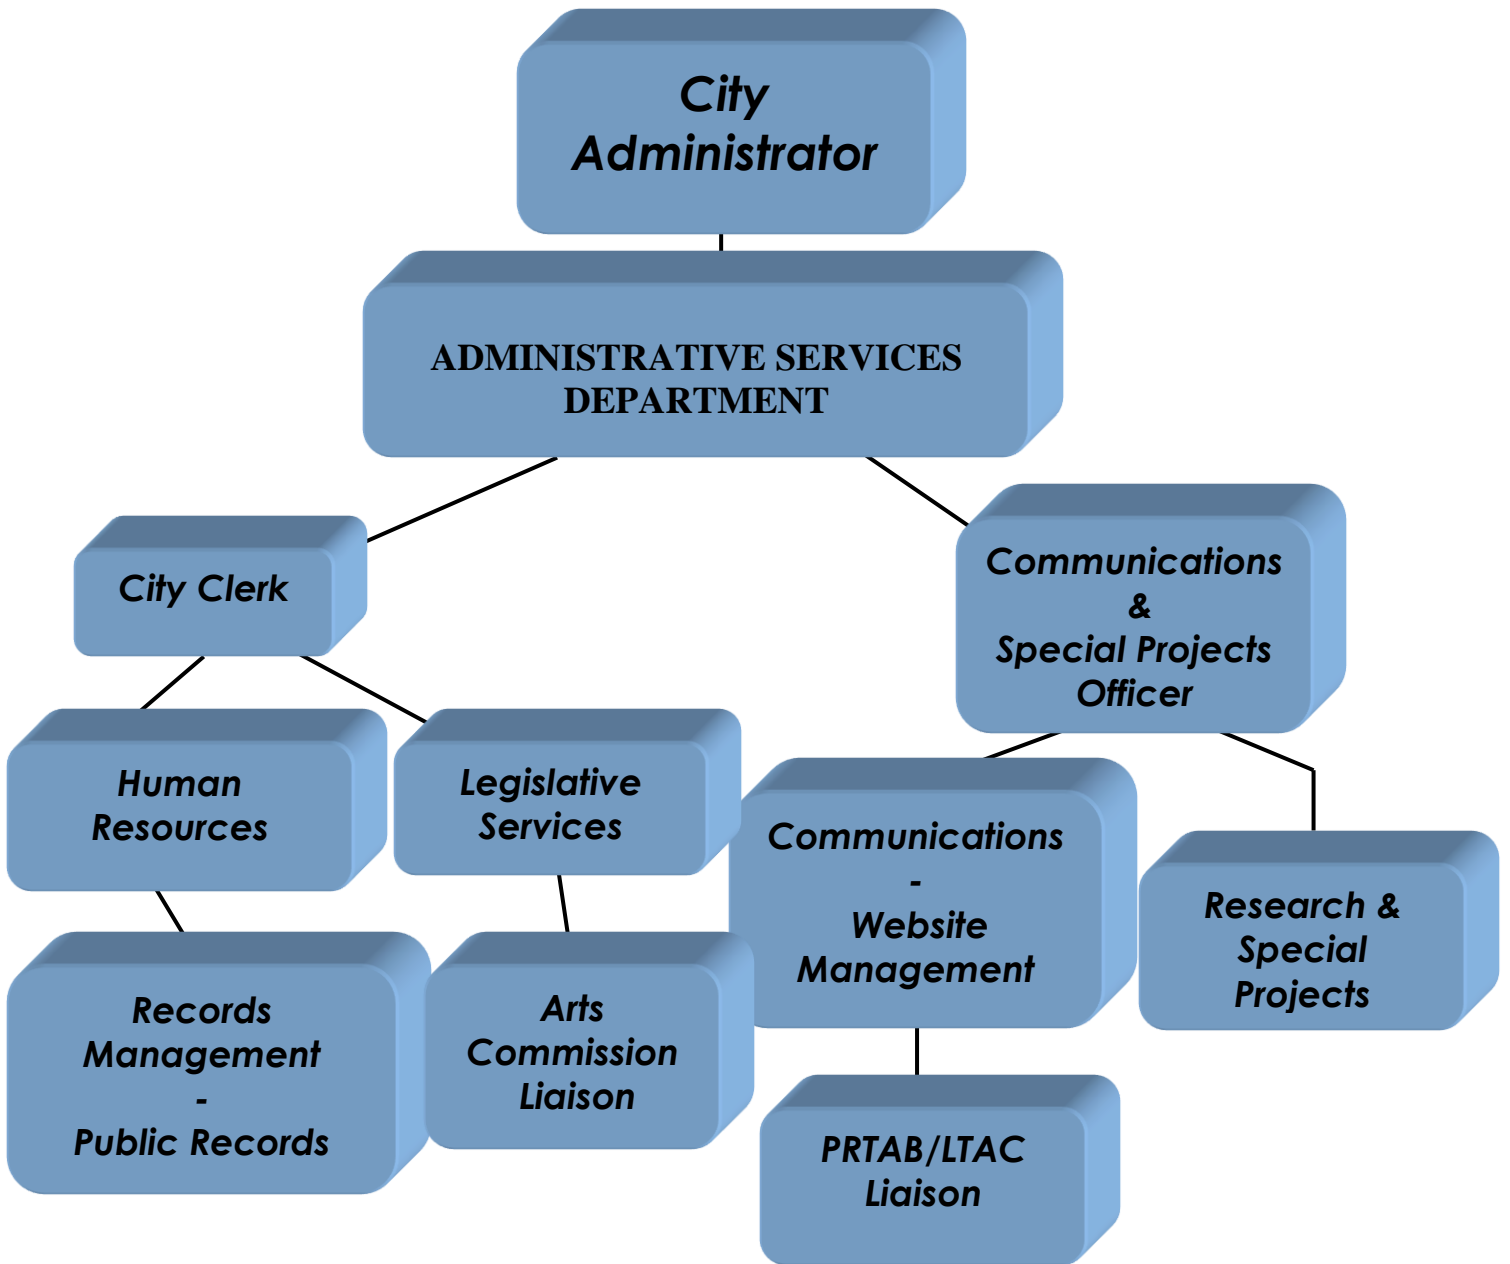 City
Administrator
ADMINISTRATIVE SERVICES
DEPARTMENT
City Clerk
Communications
&
Special Projects
Officer
Human
Resources
Legislative
Services
Communications
-
Website
Management
Research &
Special
Projects
Records
Management
-
Public Records
Arts
Commission
Liaison
PRTAB/LTAC
Liaison